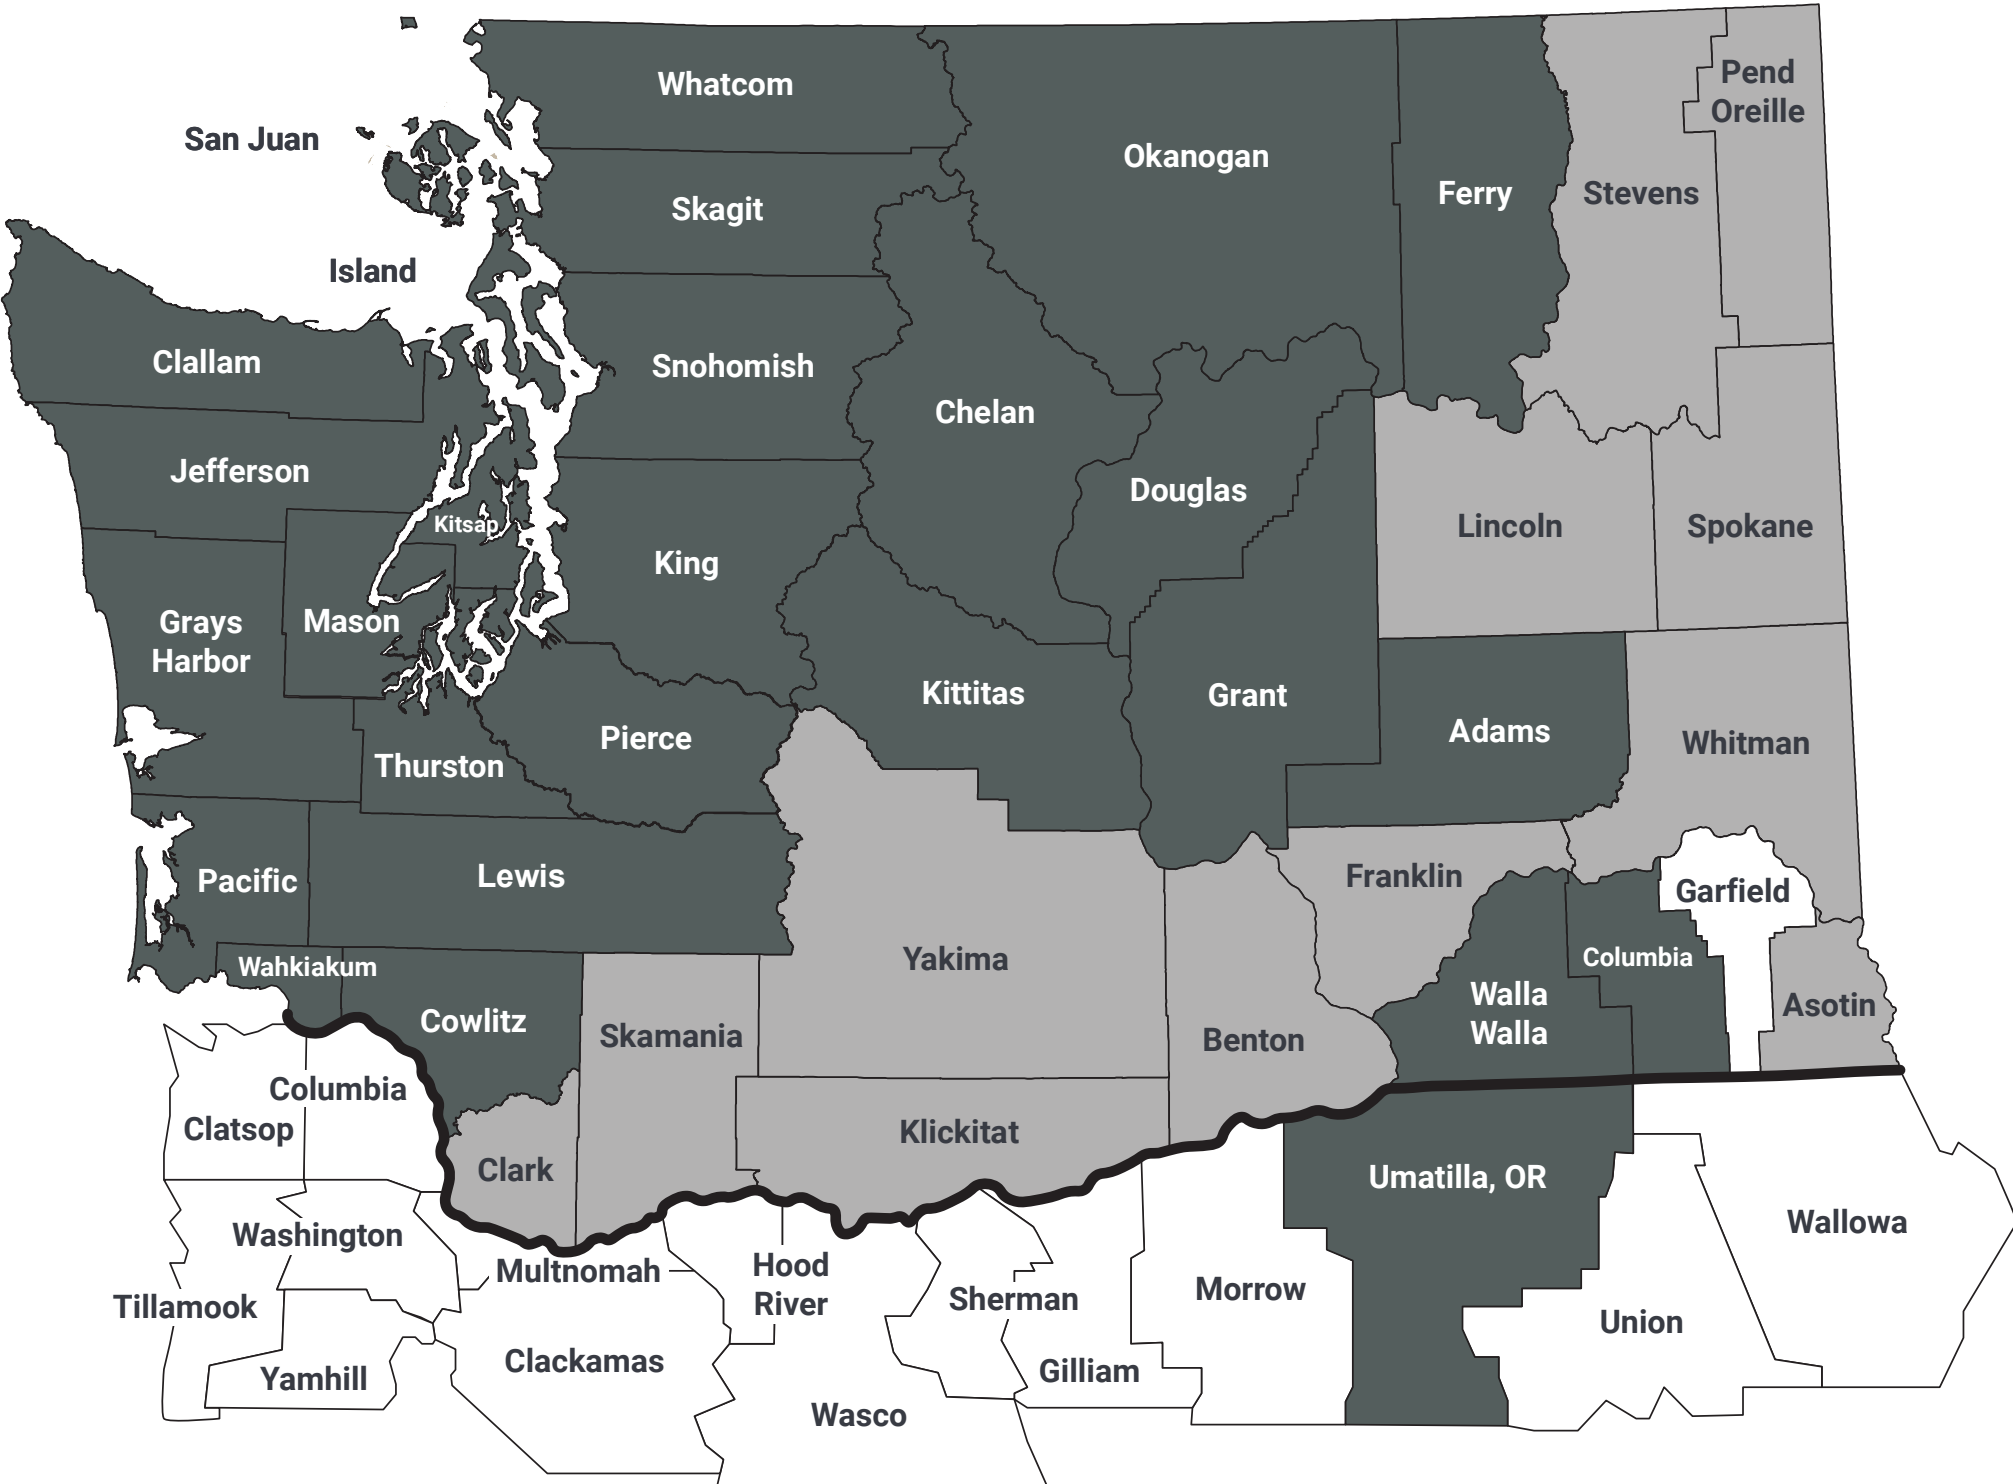 Whatcom
Pend
Oreille
San Juan
Okanogan
Ferry
Stevens
Skagit
Island
Clallam
Snohomish
Chelan
Jefferson
Douglas
Kitsap
Lincoln
Spokane
King
Grays
Harbor
Mason
Kittitas
Grant
Adams
Whitman
Pierce
Thurston
Pacific
Lewis
Franklin
Garfield
Wahkiakum
Yakima
Columbia
Walla
Walla
Asotin
Cowlitz
Skamania
Benton
Columbia
Clatsop
Klickitat
Clark
Umatilla, OR
Wallowa
Washington
Multnomah
Hood
River
Tillamook
Sherman
Morrow
Union
Yamhill
Clackamas
Gilliam
Wasco